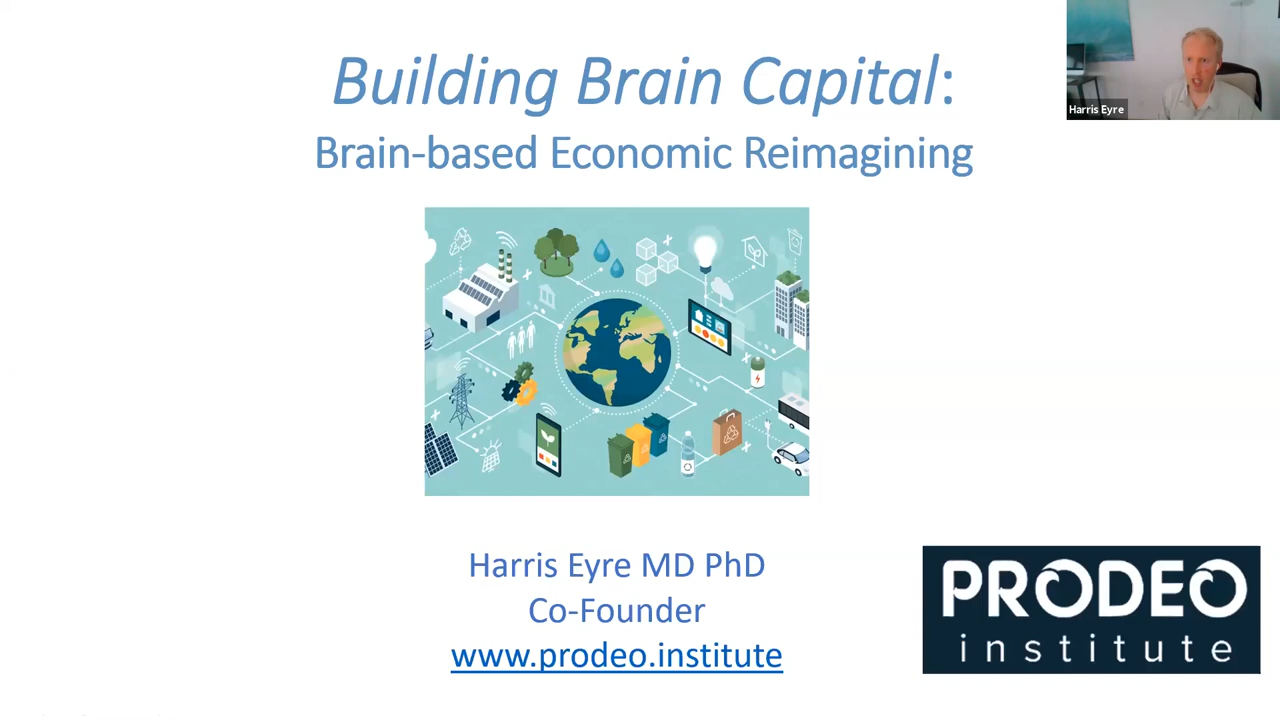 Building Brain Capital:
Brain-based Economic Reimagining
Harris Eyre
Harris Eyre MD PhD
Co-Founder
www.prodeo.institute
PRODEO
institute